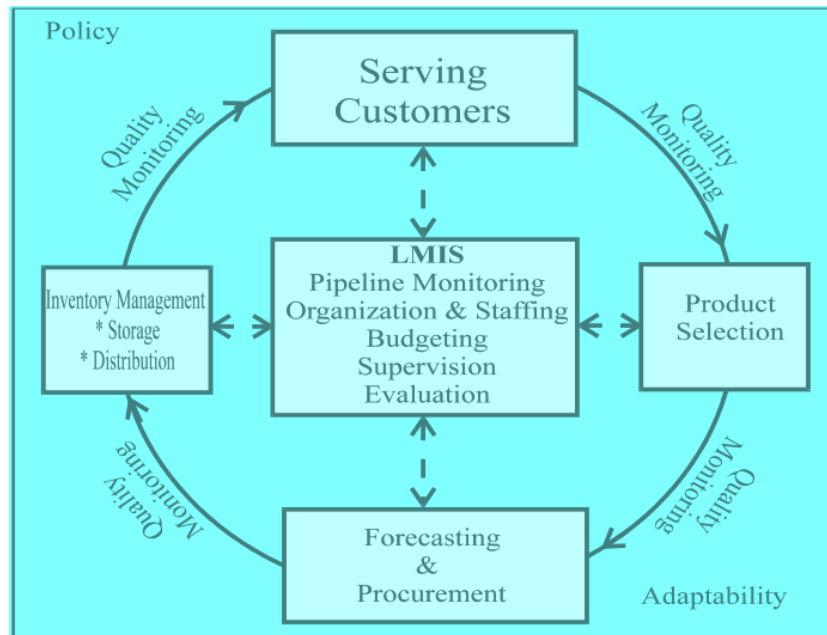 Policy
Serving
Customers
Quality
Monitoring
Quality
Monitoring
LMIS
Pipeline Monitoring
Organization & Staffing
Budgeting
Supervision
Evaluation
Inventory Management
* Storage
* Distribution
Product
Selection
Quality
Monitoring
Quality
Monitoring
Forecasting
&
Procurement
Adaptability